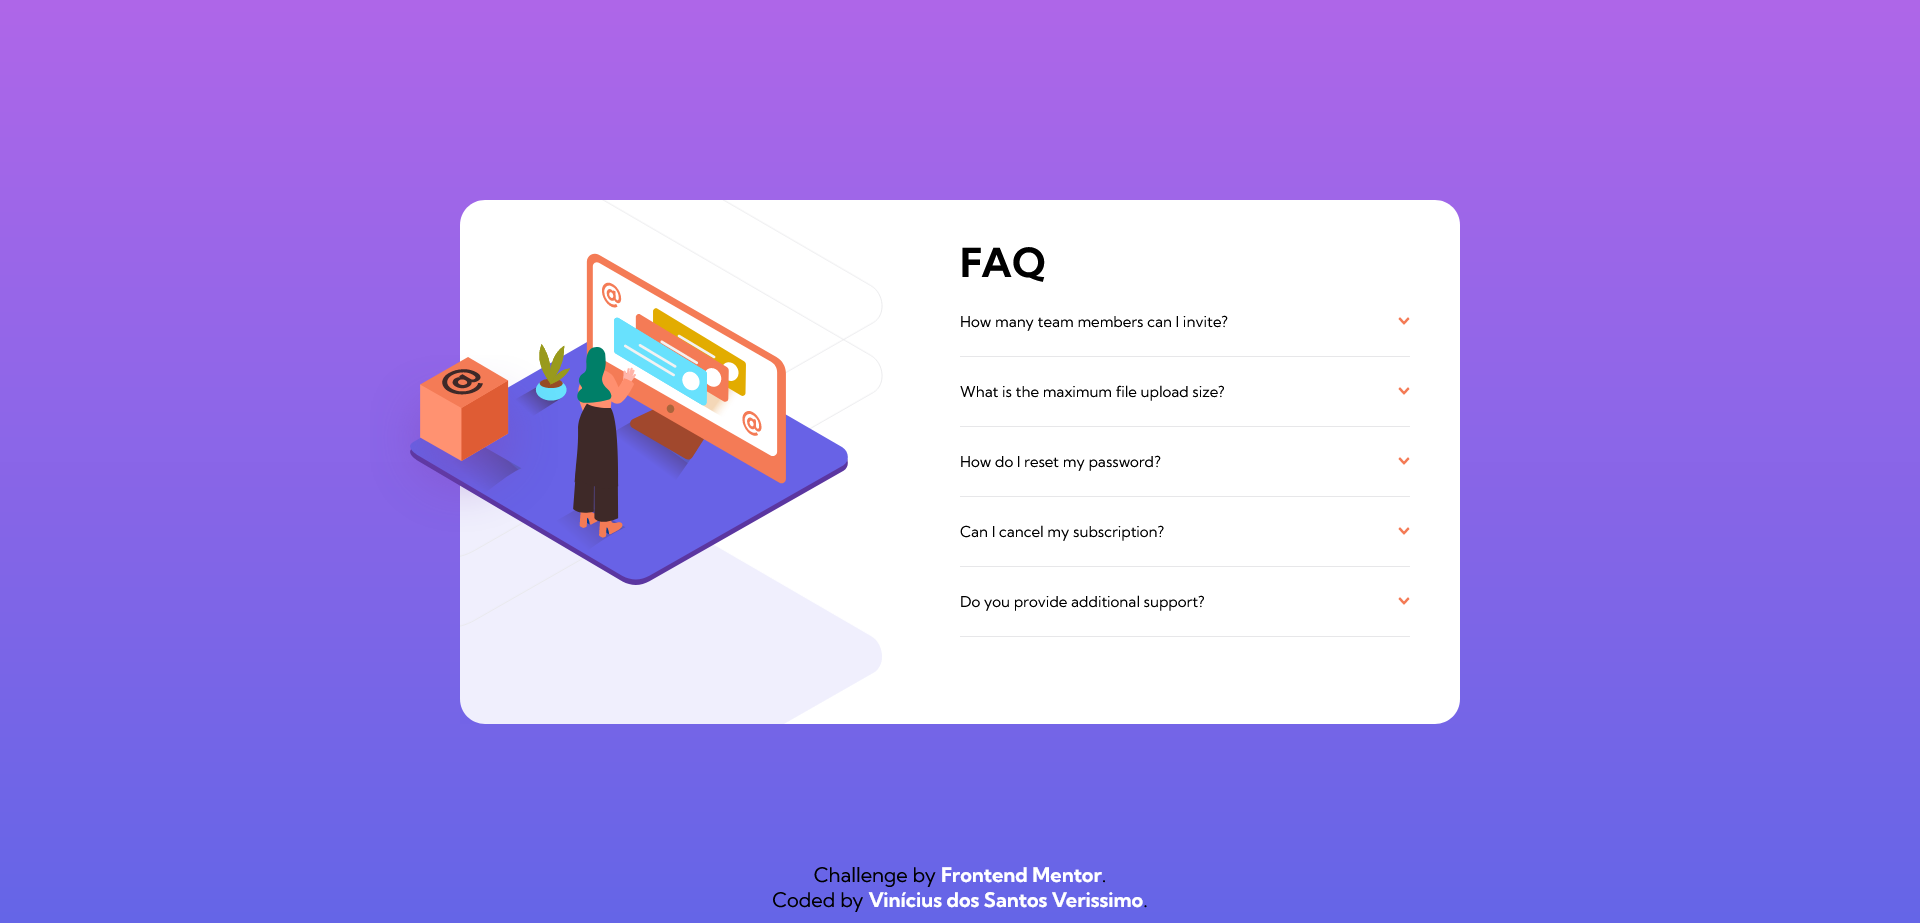 FAQ
How many team members can I invite?
What is the maximum file upload size?
How do I reset my password?
Can I cancel my subscription?
Do you provide additional support?
@
@
@
Challenge by Frontend Mentor.
Coded by Vinícius dos Santos Verissimo.